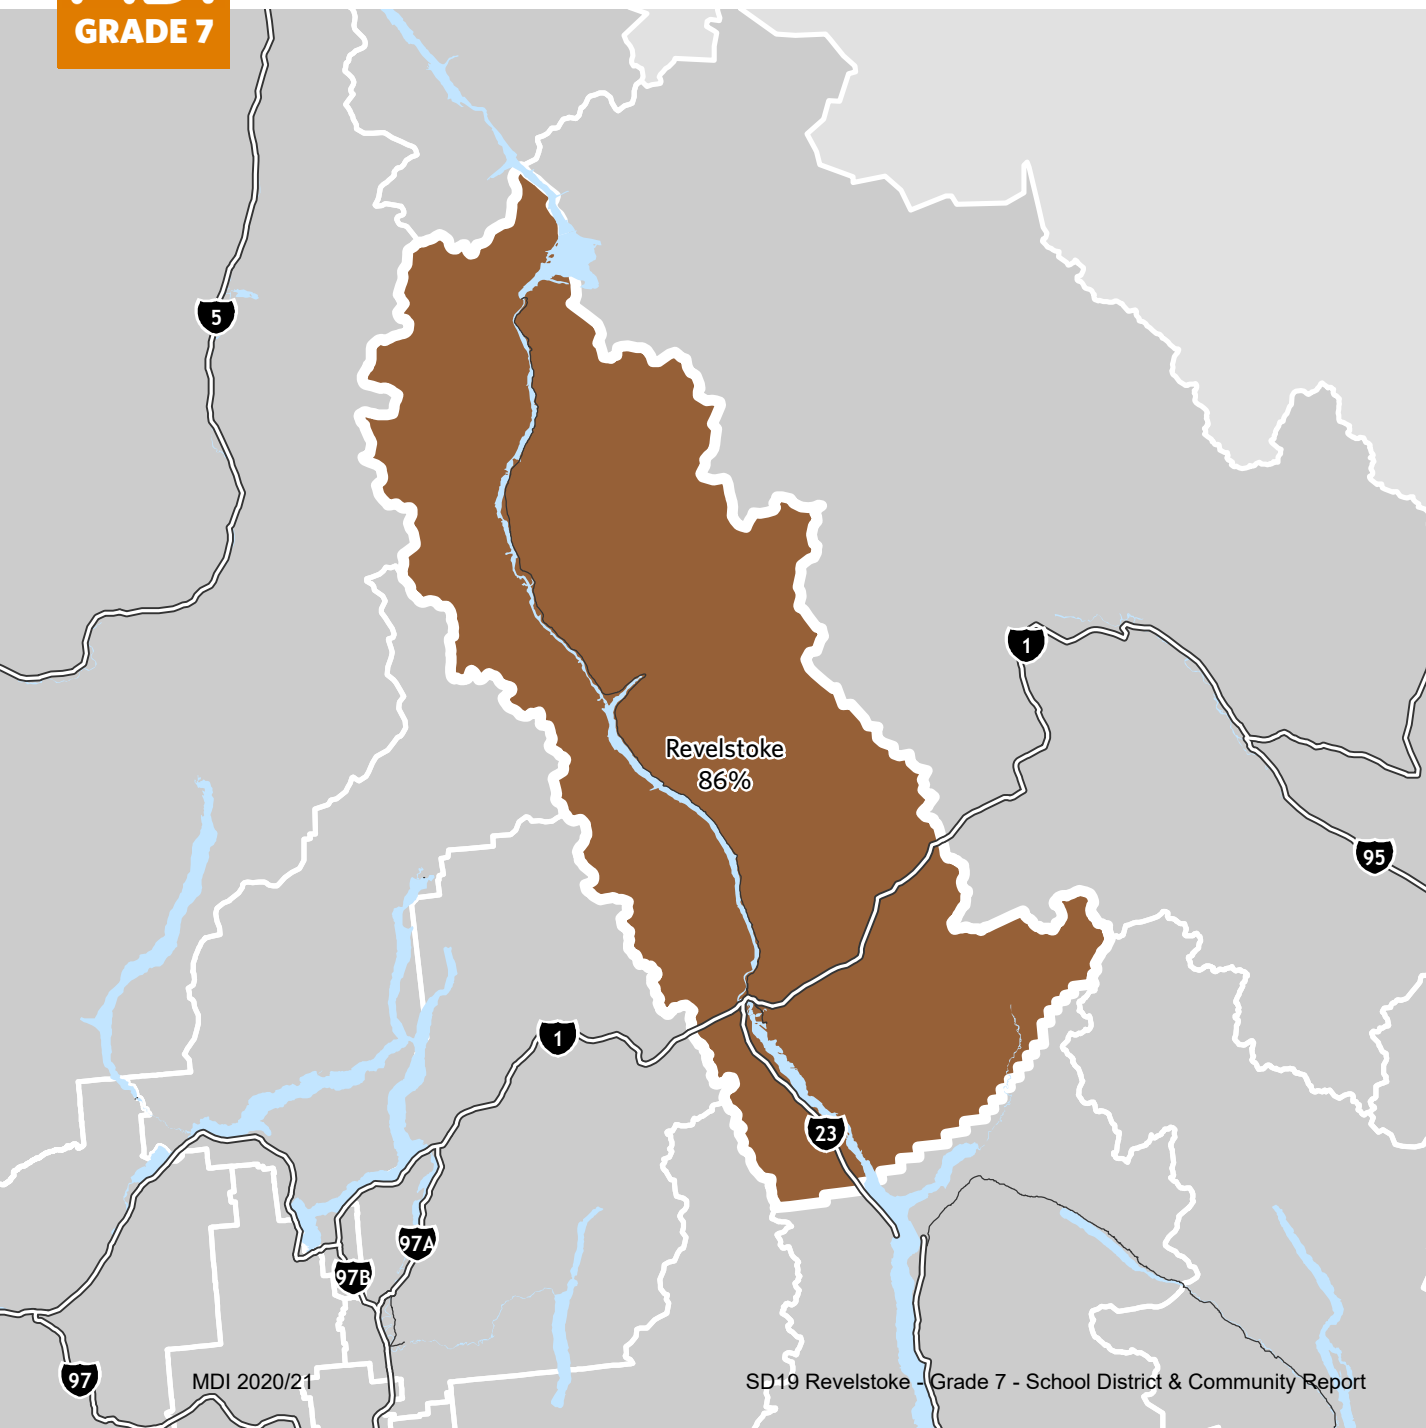 GRADE 7
5
1
Revelstoke
86%
95
1
23
97A
97B
97
MDI 2020/21
SD19 Revelstoke - Grade 7 - School District & Community Report